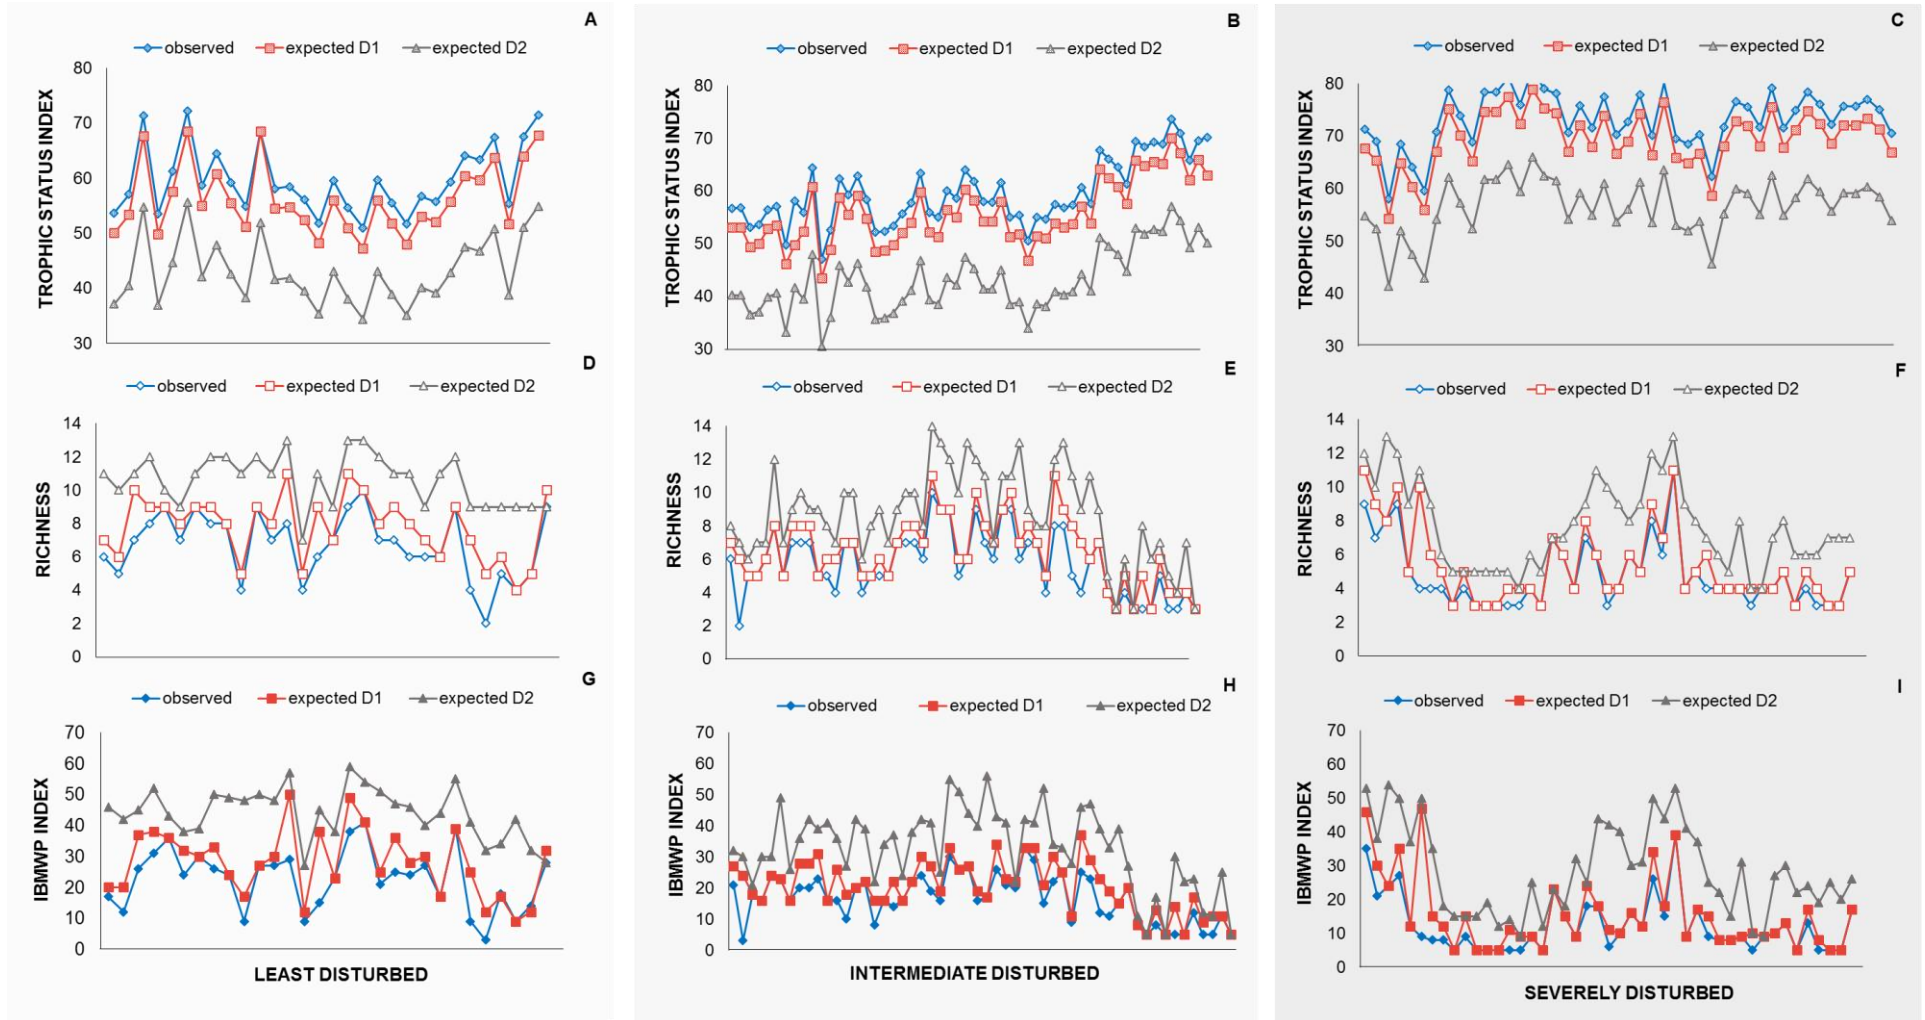 A
observed expected D1 expected D2
TROPHIC STATUS INDEX
80
70
60
50
40
30
B
observed expected D1 expected D2
TROPHIC STATUS INDEX
80
70
60
50
40
30
C
observed expected D1 expected D2
TROPHIC STATUS INDEX
80
70
60
50
40
30
D
observed expected D1 expected D2
RICHNESS
14
12
10
8
6
4
2
0
E
observed expected D1 expected D2
RICHNESS
14
12
10
8
6
4
2
0
F
observed expected D1 expected D2
RICHNESS
14
12
10
8
6
4
2
0
G
observed expected D1 expected D2
IBMWP INDEX
70
60
50
40
30
20
10
0
LEAST DISTURBED
H
observed expected D1 expected D2
IBMWP INDEX
70
60
50
40
30
20
10
0
INTERMEDIATE DISTURBED
I
observed expected D1 expected D2
IBMWP INDEX
70
60
50
40
30
20
10
0
SEVERELY DISTURBED